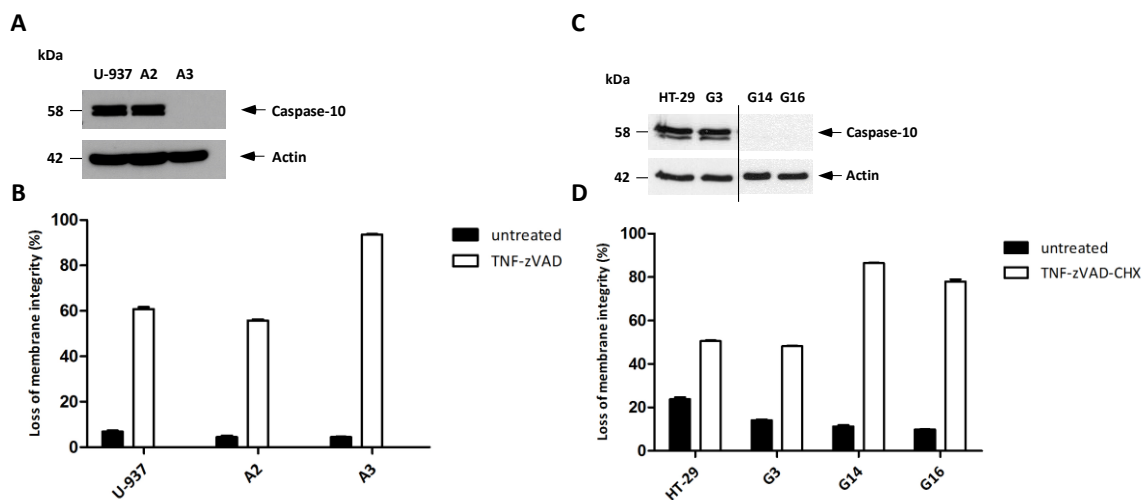 A
kDa
U-937 A2 A3
58
Caspase-10
42
Actin
B
Loss of membrane integrity (%)
100
80
60
40
20
0
U-937
A2
A3
untreated
TNF-zVAD
C
kDa
HT-29 G3 G14 G16
58
Caspase-10
42
Actin
D
Loss of membrane integrity (%)
100
80
60
40
20
0
HT-29
G3
G14
G16
untreated
TNF-zVAD-CHX